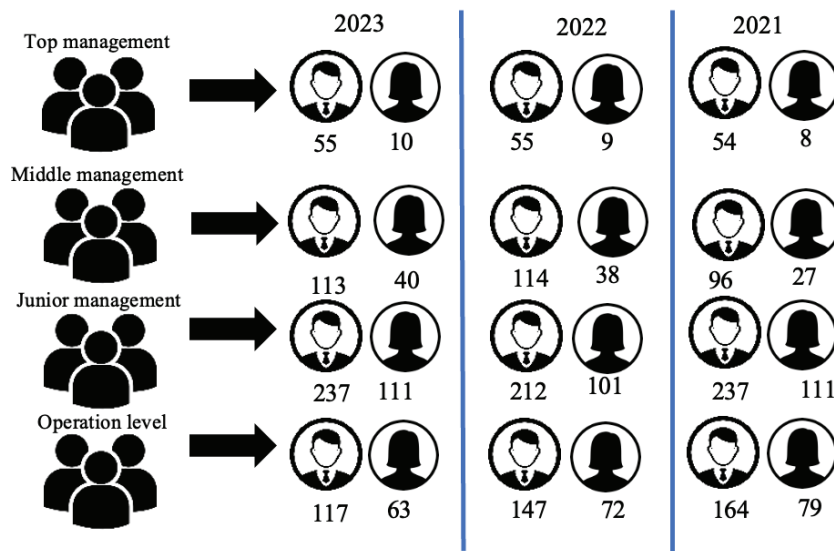 2023 2022 2021
Top management
55 10 55 9 54 8
Middle management
113 40 114 38 96 27
Junior management
237 111 212 101 237 111
Operation level
117 63 147 72 164 79